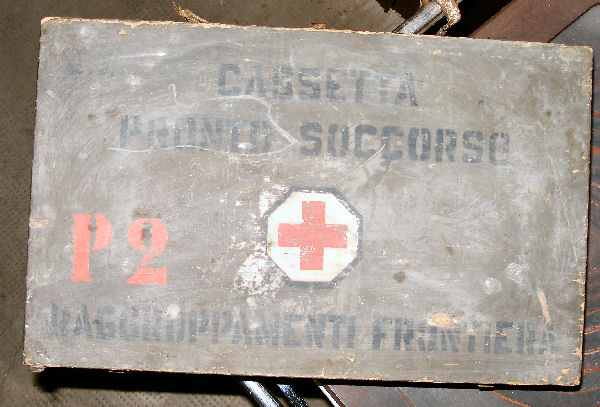 CASSETTA
PRONTO SOCCORSO
P2
RAGGRUPPAMENTI FRONTIERA